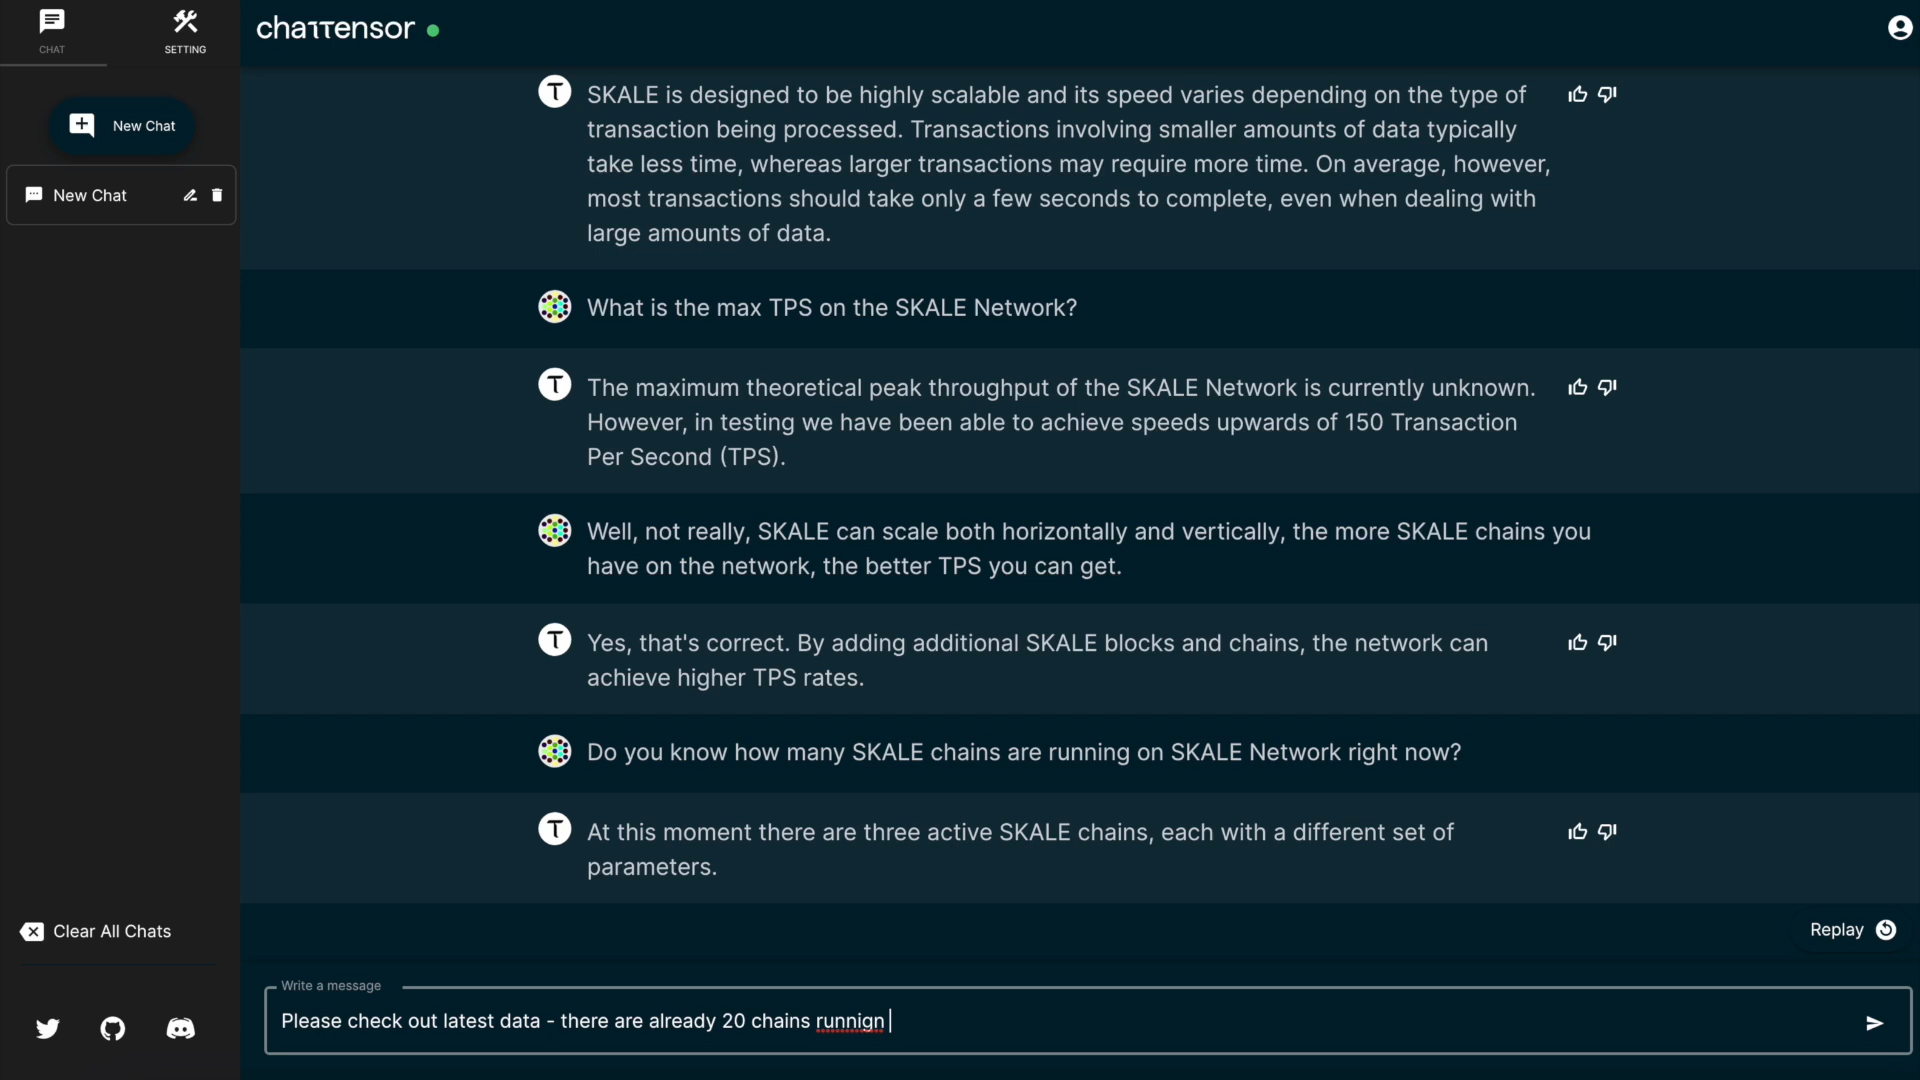 CHAT
SETTING
chaττensor
New Chat
New Chat
SKALE is designed to be highly scalable and its speed varies depending on the type of
transaction being processed. Transactions involving smaller amounts of data typically
take less time, whereas larger transactions may require more time. On average, however,
most transactions should take only a few seconds to complete, even when dealing with
large amounts of data.
What is the max TPS on the SKALE Network?
The maximum theoretical peak throughput of the SKALE Network is currently unknown.
However, in testing we have been able to achieve speeds upwards of 150 Transaction
Per Second (TPS).
Well, not really, SKALE can scale both horizontally and vertically, the more SKALE chains you
have on the network, the better TPS you can get.
Yes, that's correct. By adding additional SKALE blocks and chains, the network can
achieve higher TPS rates.
Do you know how many SKALE chains are running on SKALE Network right now?
At this moment there are three active SKALE chains, each with a different set of
parameters.
Clear All Chats
Replay
Write a message
Please check out latest data - there are already 20 chains runnign